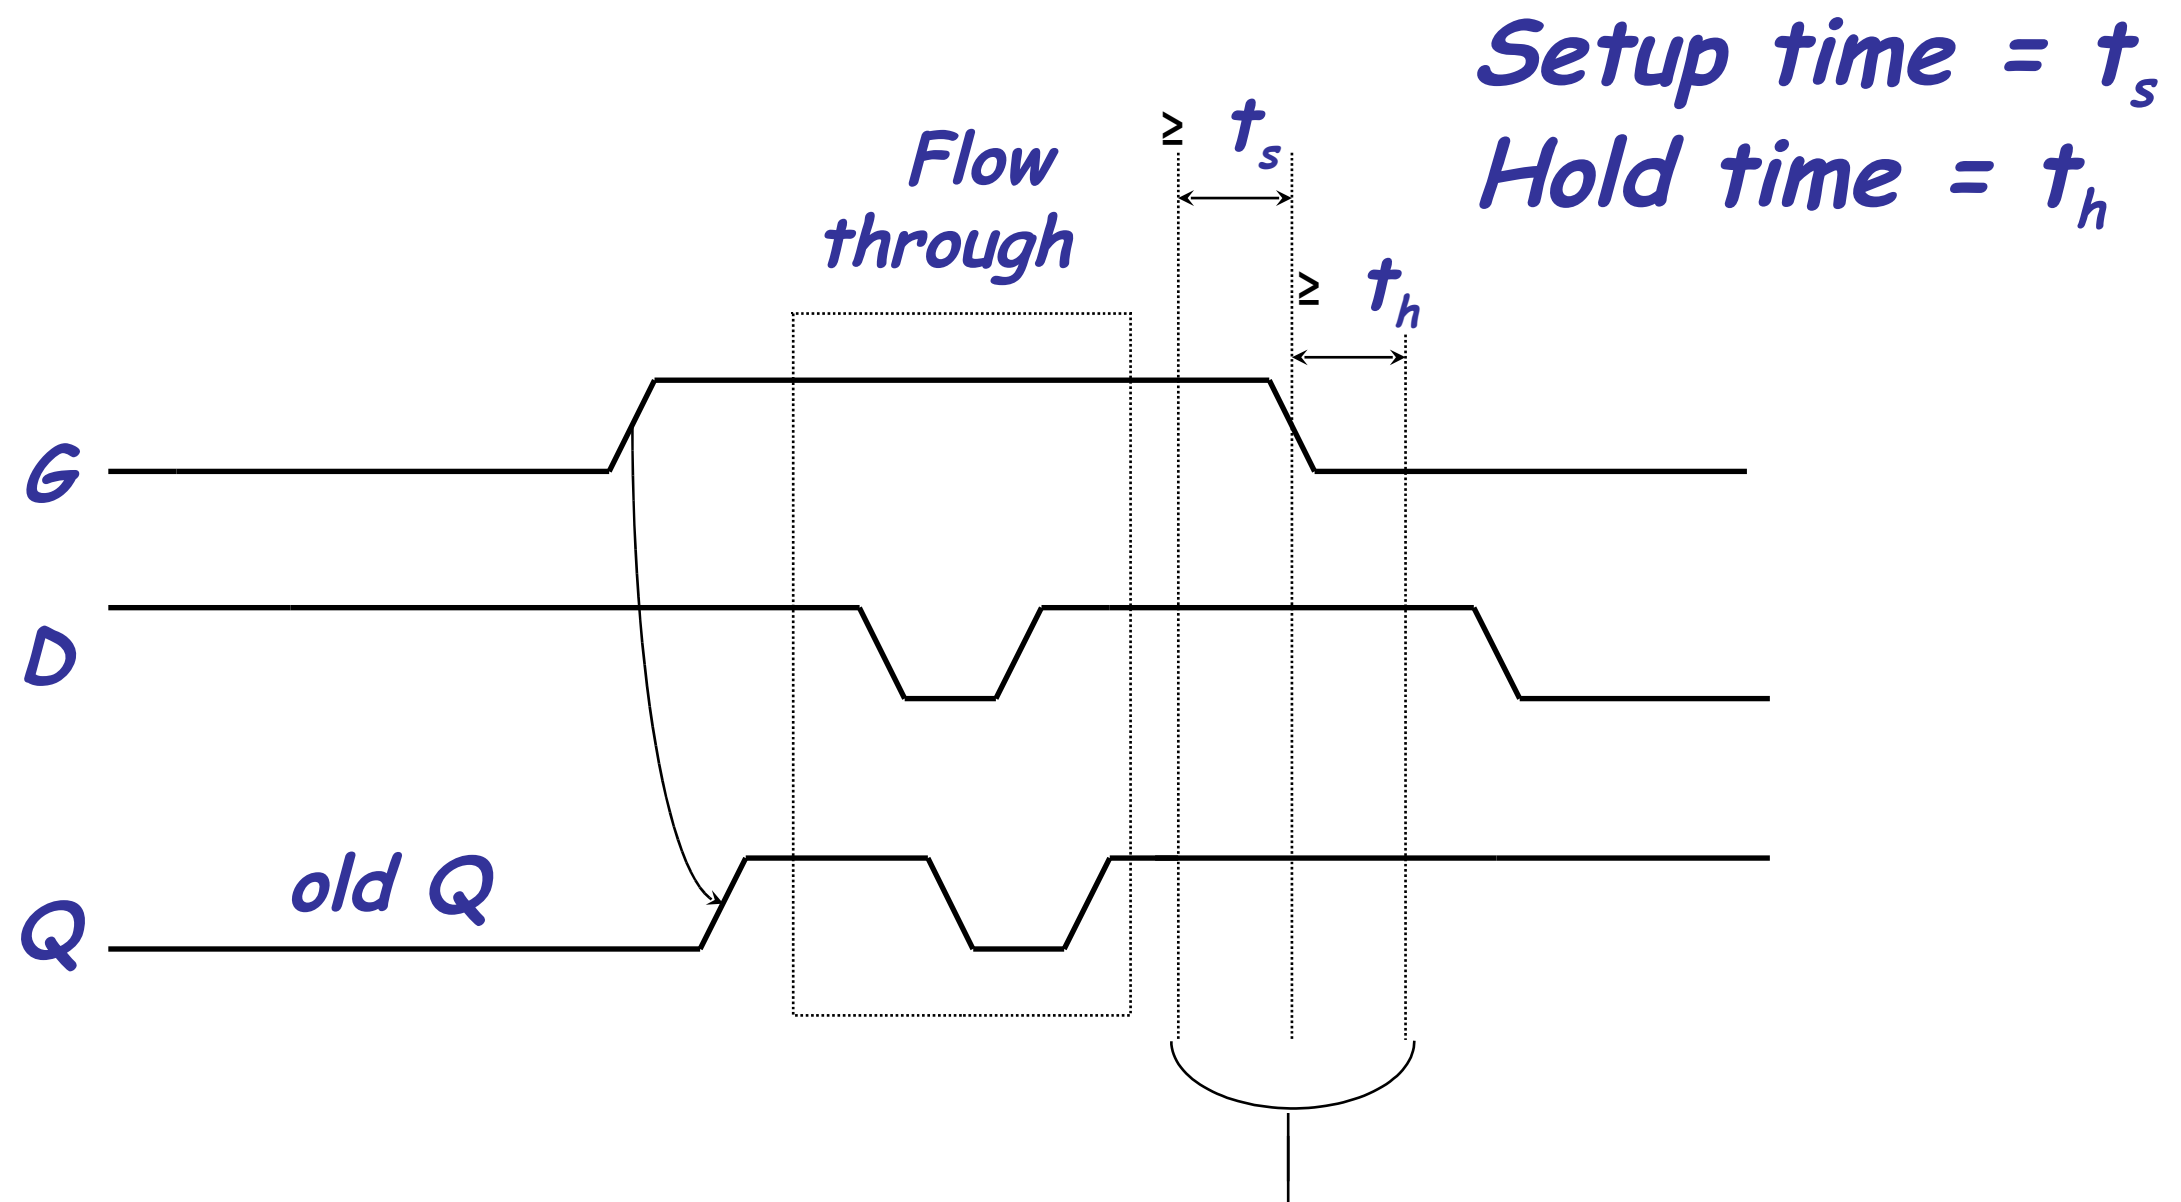 Setup time = ts
Hold time = th
≥ ts
Flow
through
≥ th
G
D
old Q
Q